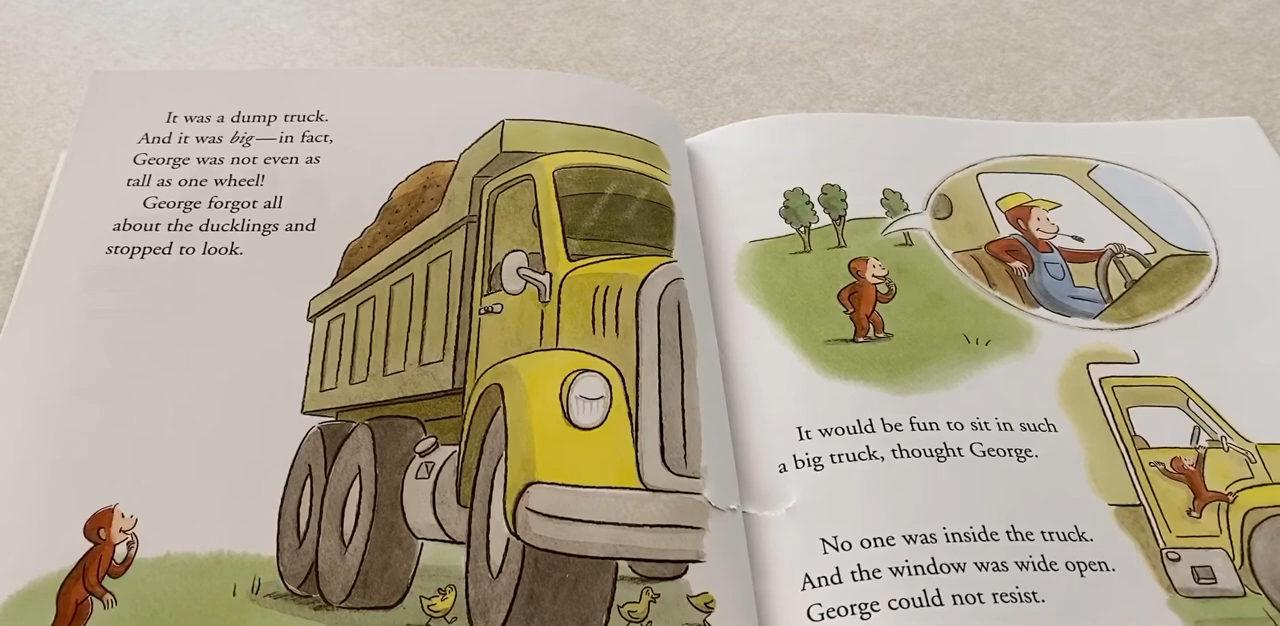 It was a dump truck.
And it was big—in fact,
George was not even as
tall as one wheel!
George forgot all
about the ducklings and
stopped to look.
It would be fun to sit in such
a big truck, thought George.
No one was inside the truck.
And the window was wide open.
George could not resist.